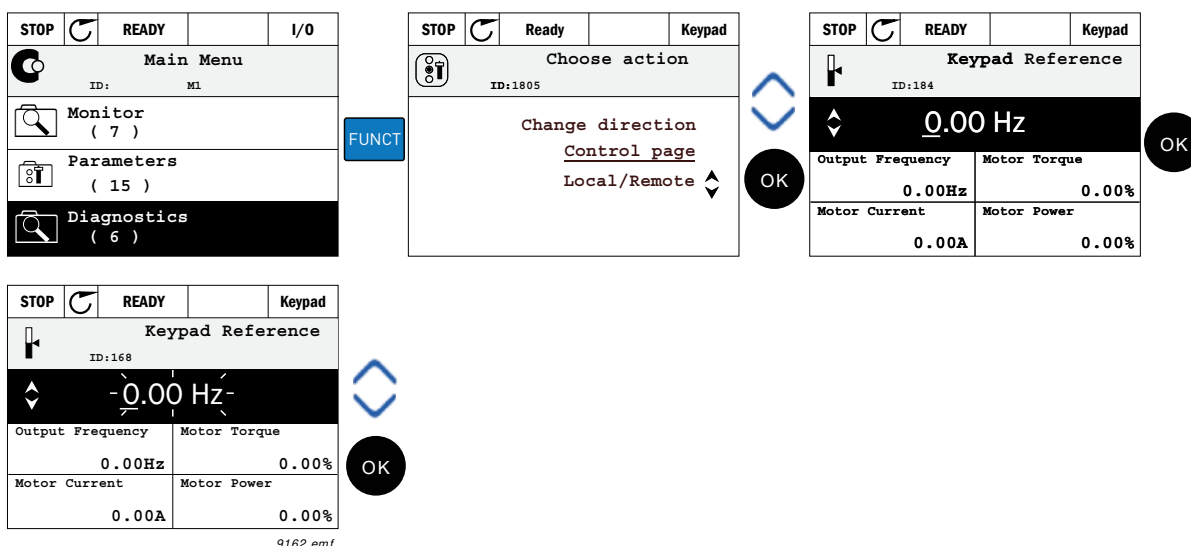 STOP READY I/O
Main Menu
ID: M1
Monitor
( 7 )
Parameters
( 15 )
Diagnostics
( 6 )
FUNCT
STOP Ready Keypad
Choose action
ID:1805
Change direction
Control page
Local/Remote
OK
STOP READY Keypad
Keypad Reference
ID:184
0.00 Hz
Output Frequency Motor Torque
0.00Hz 0.00%
Motor Current Motor Power
0.00A 0.00%
OK
STOP READY Keypad
Keypad Reference
ID:168
0.00 Hz
Output Frequency Motor Torque
0.00Hz 0.00%
Motor Current Motor Power
0.00A 0.00%
OK
9162.emf